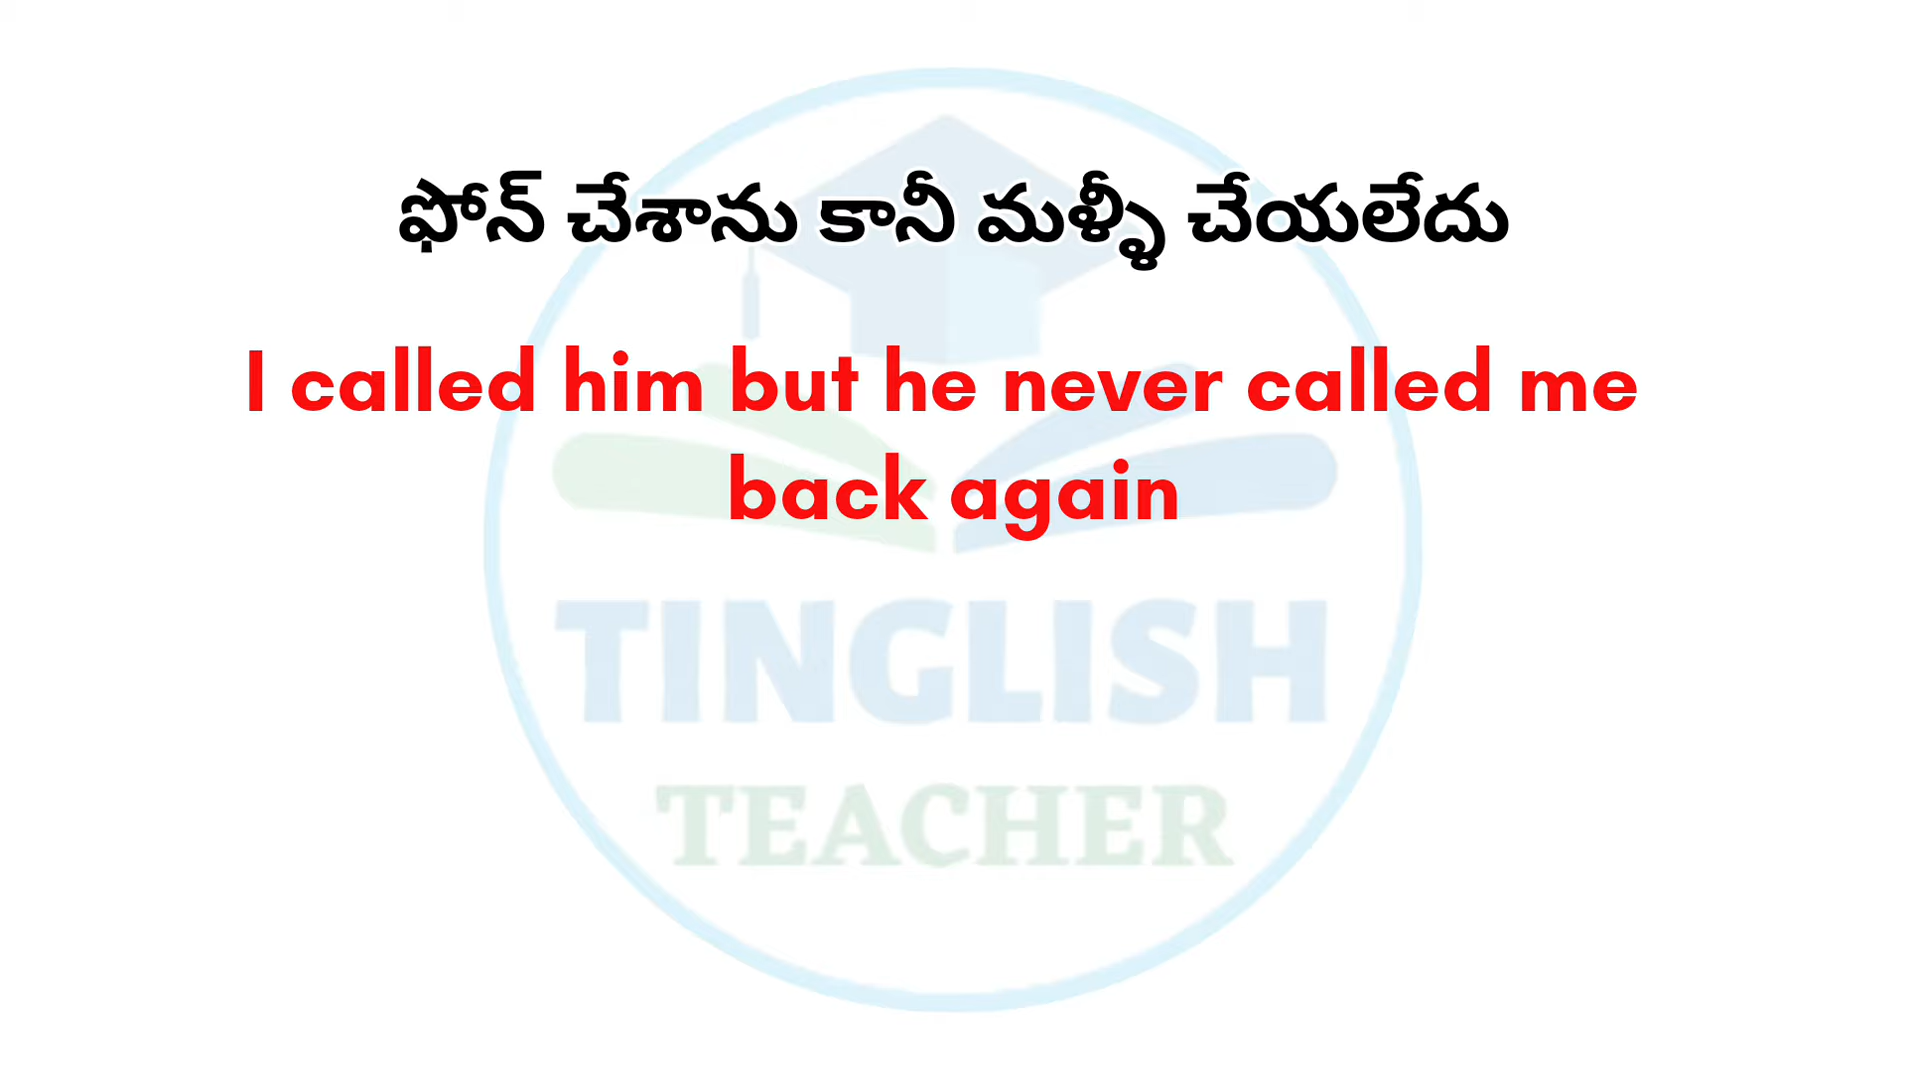 ఫోన్ చేశాను కానీ మళ్ళీ చేయలేదు
I called him but he never called me
back again
TINGLISH
TEACHER